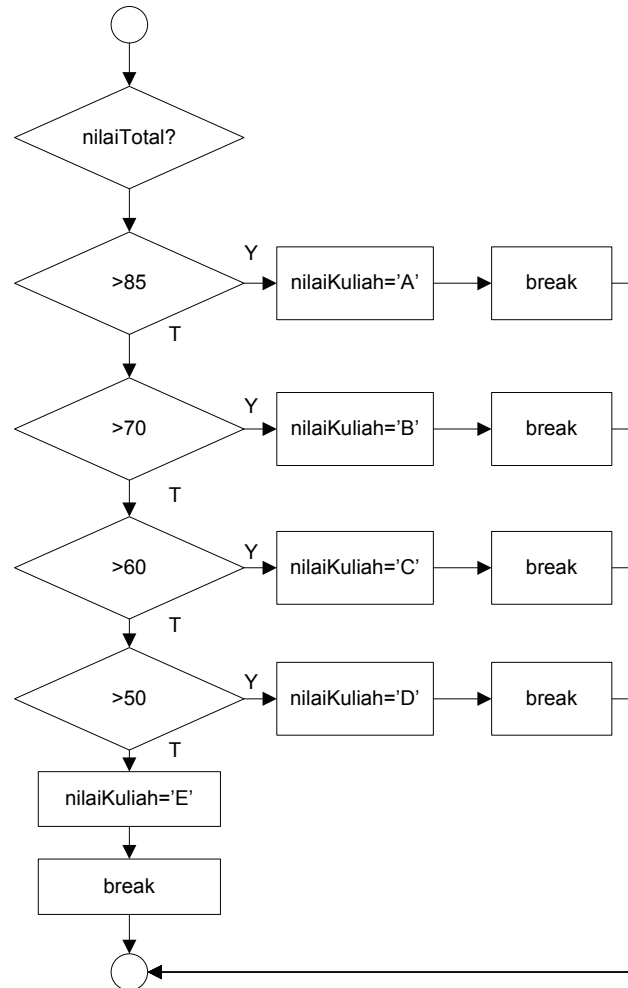 nilaiTotal?
>85
Y
nilaiKuliah='A'
break
T
>70
Y
nilaiKuliah='B'
break
T
>60
Y
nilaiKuliah='C'
break
T
>50
Y
nilaiKuliah='D'
break
T
nilaiKuliah='E'
break